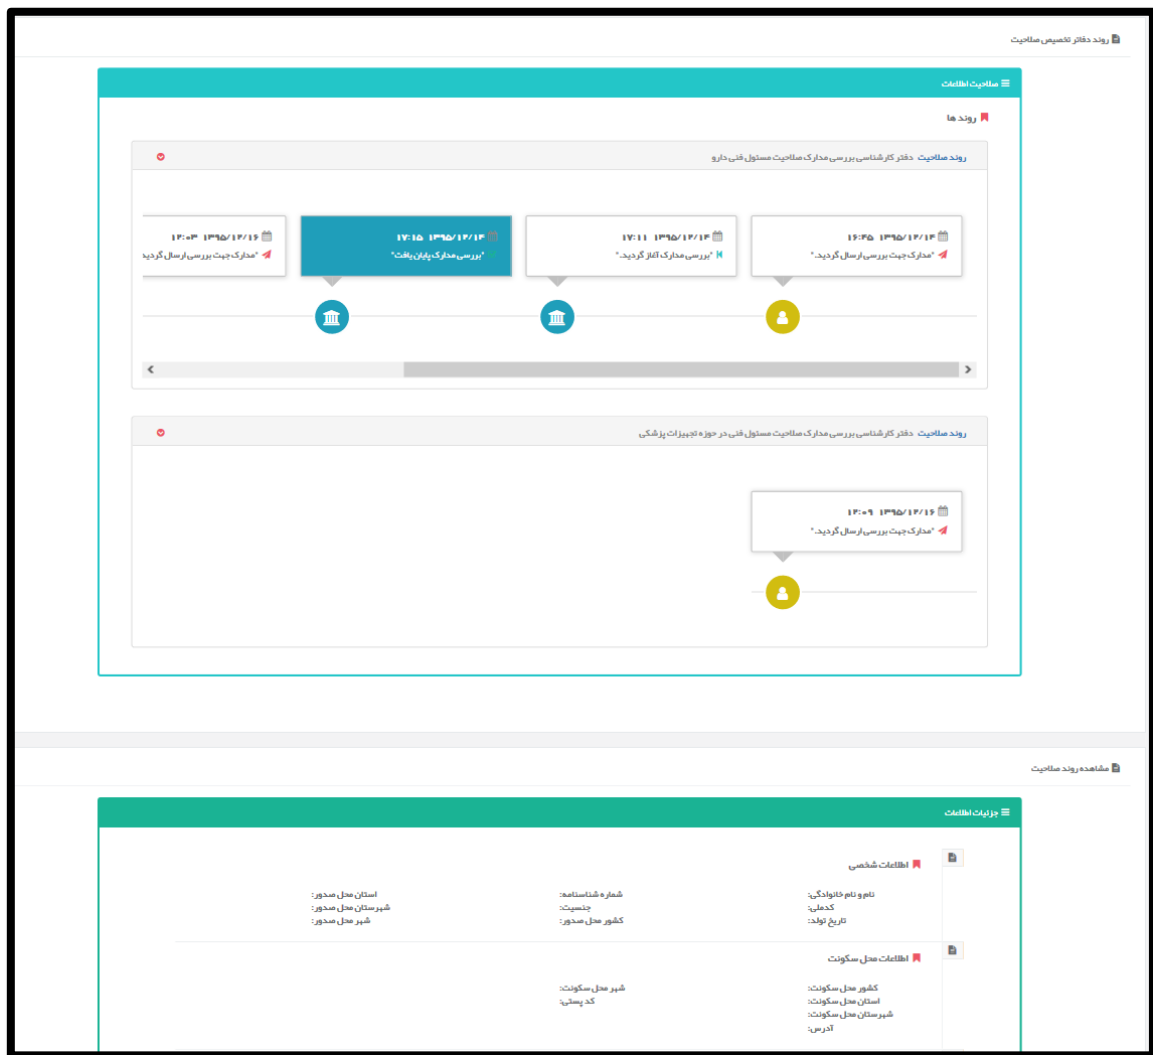 روند دفاتر تخصیص صلاحیت
صلاحیت اطلاعات
روند ها
روند صلاحیت دفتر کارشناسی بررسی مدارک صلاحیت مسئول فنی دارو
۱۳۹۵/۱۲/۱۴ ۱۶:۴۵
"مدارک جهت بررسی ارسال گردید."
۱۳۹۵/۱۲/۱۴ ۱۷:۱۱
"بررسی مدارک آغاز گردید."
۱۳۹۵/۱۲/۱۴ ۱۷:۱۵
"بررسی مدارک پایان یافت"
۱۳۹۵/۱۲/۱۶ ۱۲:۰۳
"مدارک جهت بررسی ارسال گردید
روند صلاحیت دفتر کارشناسی بررسی مدارک صلاحیت مسئول فنی در حوزه تجهیزات پزشکی
۱۳۹۵/۱۲/۱۶ ۱۲:۰۹
"مدارک جهت بررسی ارسال گردید."
مشاهده روند صلاحیت
جزئیات اطلاعات
اطلاعات شخصی
نام و نام خانوادگی: شماره شناسنامه: استان محل صدور:
کدملی: جنسیت: شهرستان محل صدور:
تاریخ تولد: کشور محل صدور: شهر محل صدور:
اطلاعات محل سکونت
کشور محل سکونت: شهر محل سکونت:
استان محل سکونت: کد پستی:
شهرستان محل سکونت:
آدرس: